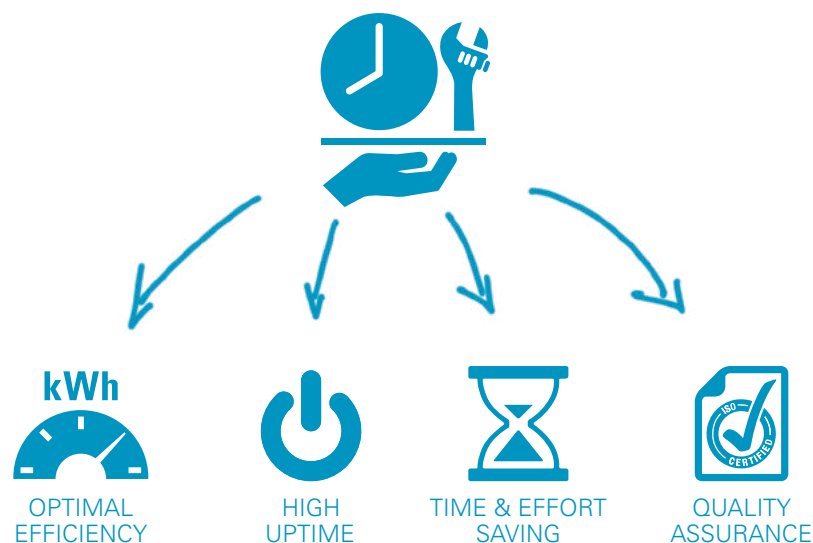 kWh
OPTIMAL
EFFICIENCY
HIGH
UPTIME
TIME & EFFORT
SAVING
ISO
CERTIFIED
QUALITY
ASSURANCE